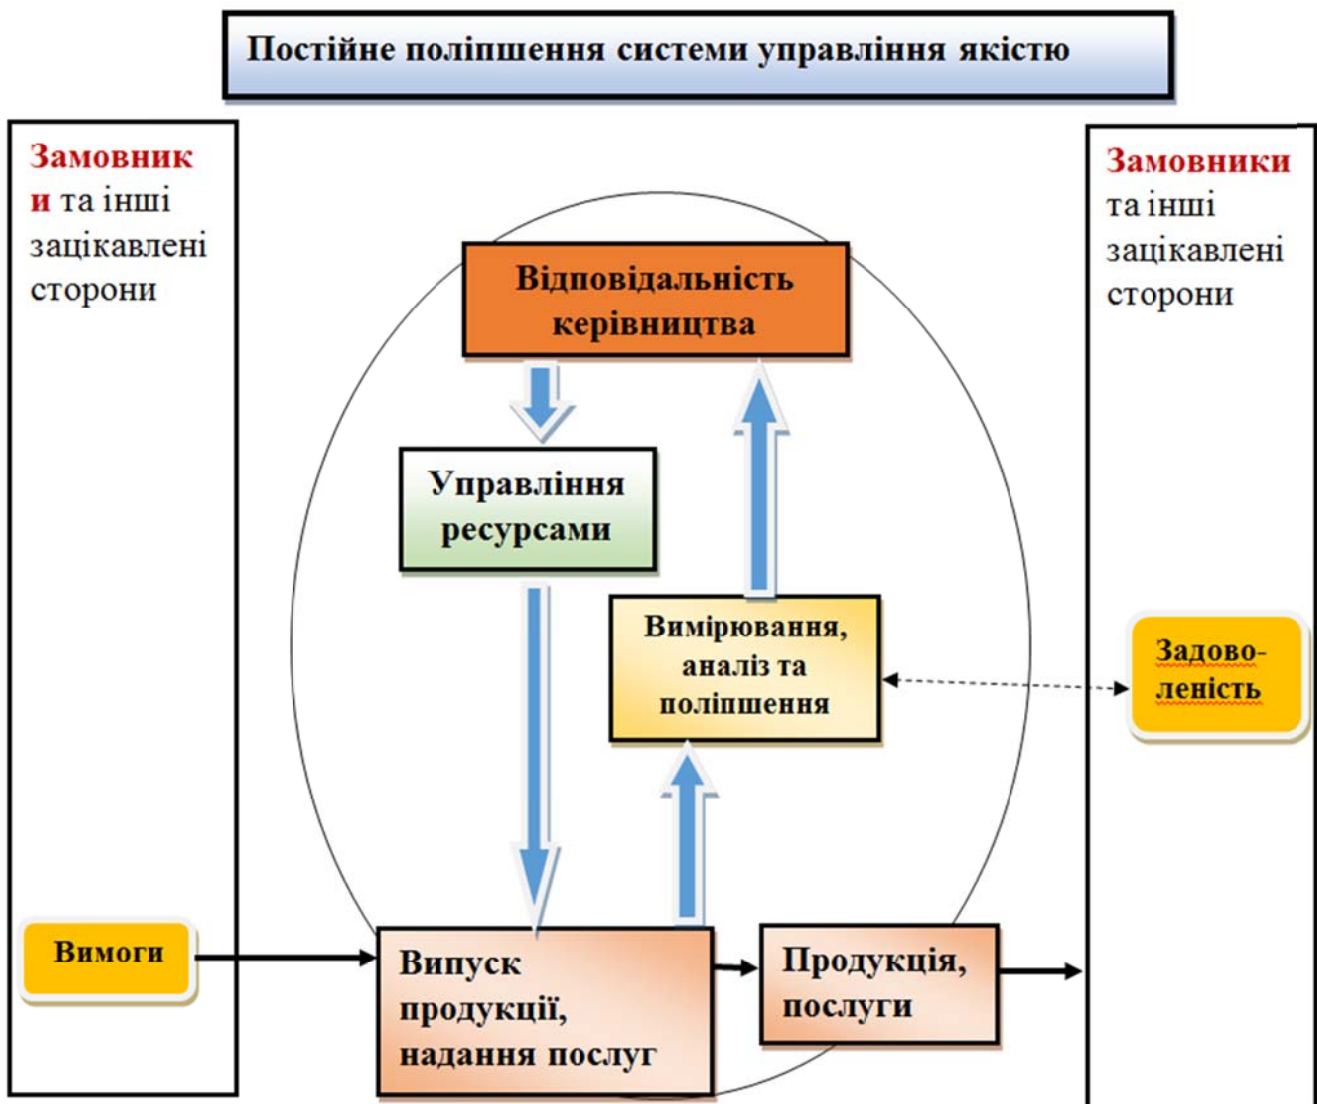 Постійне поліпшення системи управління якістю
Замовник
и та інші
зацікавлені
сторони
Замовники
та інші
зацікавлені
сторони
Відповідальність
керівництва
Управління
ресурсами
Вимірювання,
аналіз та
поліпшення
Задово-
леність
Вимоги
Випуск
продукції,
надання послуг
Продукція,
послуги